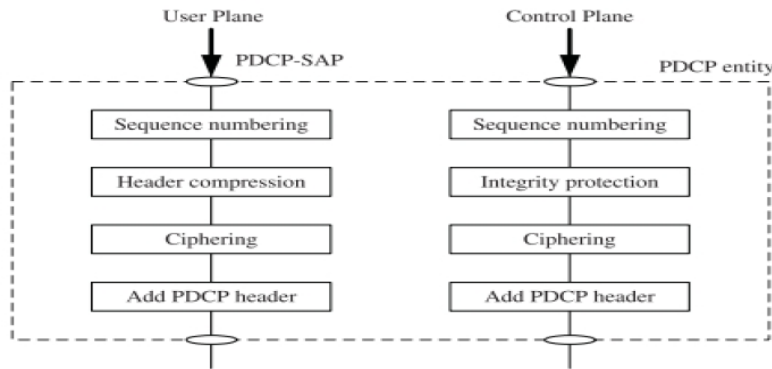 User Plane
Control Plane
PDCP-SAP
PDCP entity
Sequence numbering
Sequence numbering
Header compression
Integrity protection
Ciphering
Ciphering
Add PDCP header
Add PDCP header